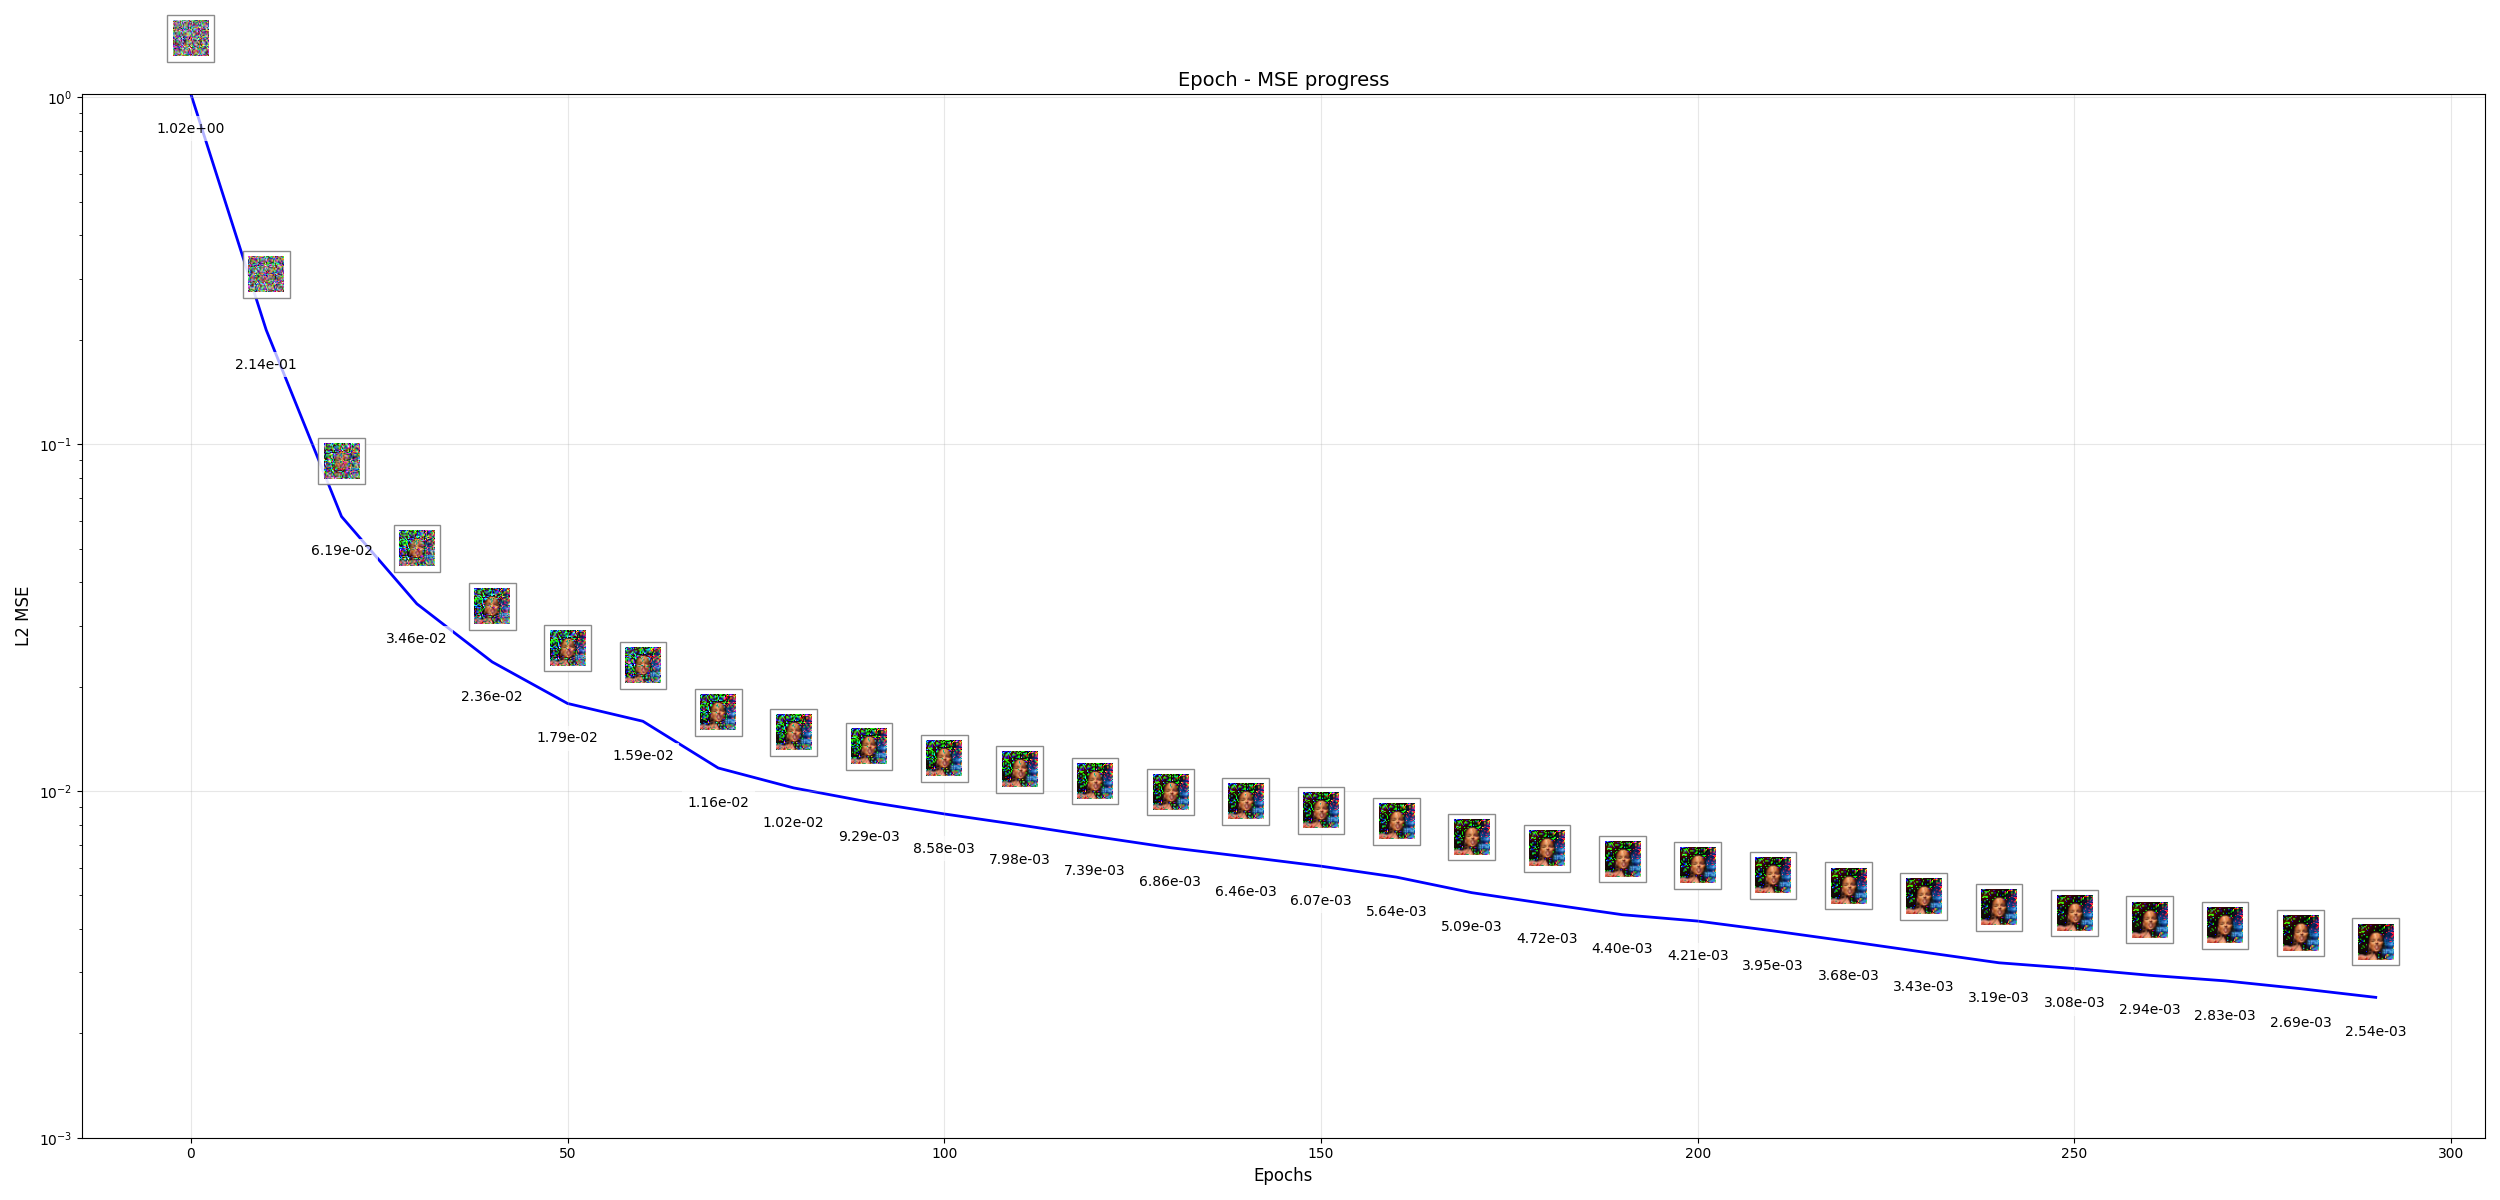 Epoch - MSE progress
10⁰
10⁻¹
10⁻²
10⁻³
L2 MSE
1.02e+00
2.14e-01
6.19e-02
3.46e-02
2.36e-02
1.79e-02
1.59e-02
1.16e-02
1.02e-02
9.29e-03
8.58e-03
7.98e-03
7.39e-03
6.86e-03
6.46e-03
6.07e-03
5.64e-03
5.09e-03
4.72e-03
4.40e-03
4.21e-03
3.95e-03
3.68e-03
3.43e-03
3.19e-03
3.08e-03
2.94e-03
2.83e-03
2.69e-03
2.54e-03
0 50 100 150 200 250 300
Epochs